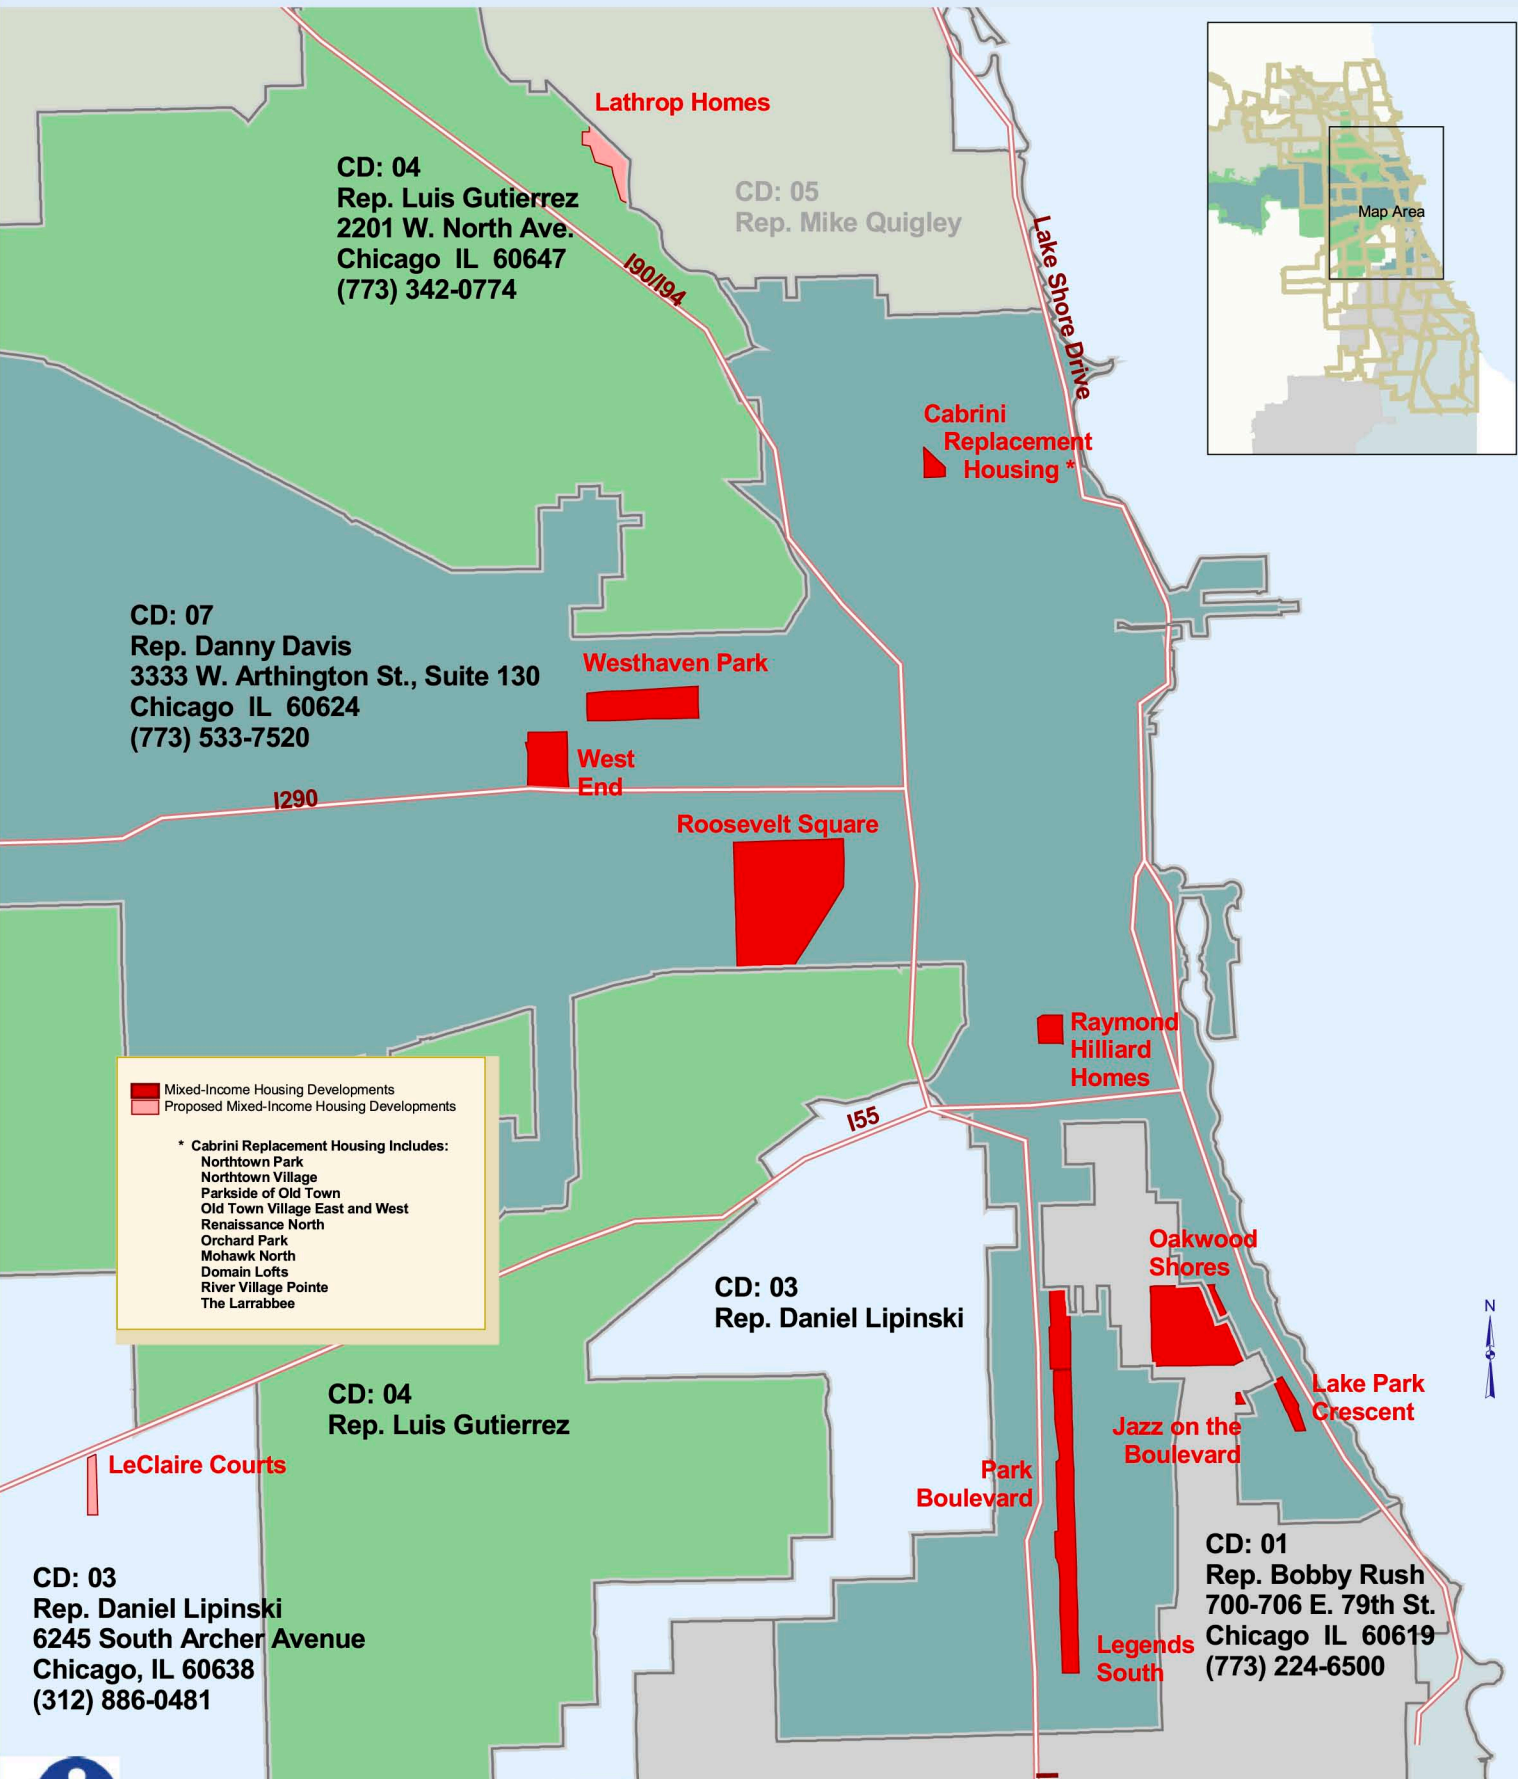 Lathrop Homes
CD: 04
Rep. Luis Gutierrez
2201 W. North Ave.
Chicago IL 60647
(773) 342-0774
CD: 05
Rep. Mike Quigley
I90/I94
Lake Shore Drive
Map Area
Cabrini
Replacement
Housing *
CD: 07
Rep. Danny Davis
3333 W. Arthington St., Suite 130
Chicago IL 60624
(773) 533-7520
Westhaven Park
West
End
I290
Roosevelt Square
Raymond
Hilliard
Homes
I55
Mixed-Income Housing Developments
Proposed Mixed-Income Housing Developments
* Cabrini Replacement Housing Includes:
Northtown Park
Northtown Village
Parkside of Old Town
Old Town Village East and West
Renaissance North
Orchard Park
Mohawk North
Domain Lofts
River Village Pointe
The Larrabbee
Oakwood
Shores
CD: 03
Rep. Daniel Lipinski
N
CD: 04
Rep. Luis Gutierrez
Lake Park
Crescent
Jazz on the
Boulevard
LeClaire Courts
Park
Boulevard
CD: 01
Rep. Bobby Rush
700-706 E. 79th St.
Chicago IL 60619
(773) 224-6500
CD: 03
Rep. Daniel Lipinski
6245 South Archer Avenue
Chicago, IL 60638
(312) 886-0481
Legends
South